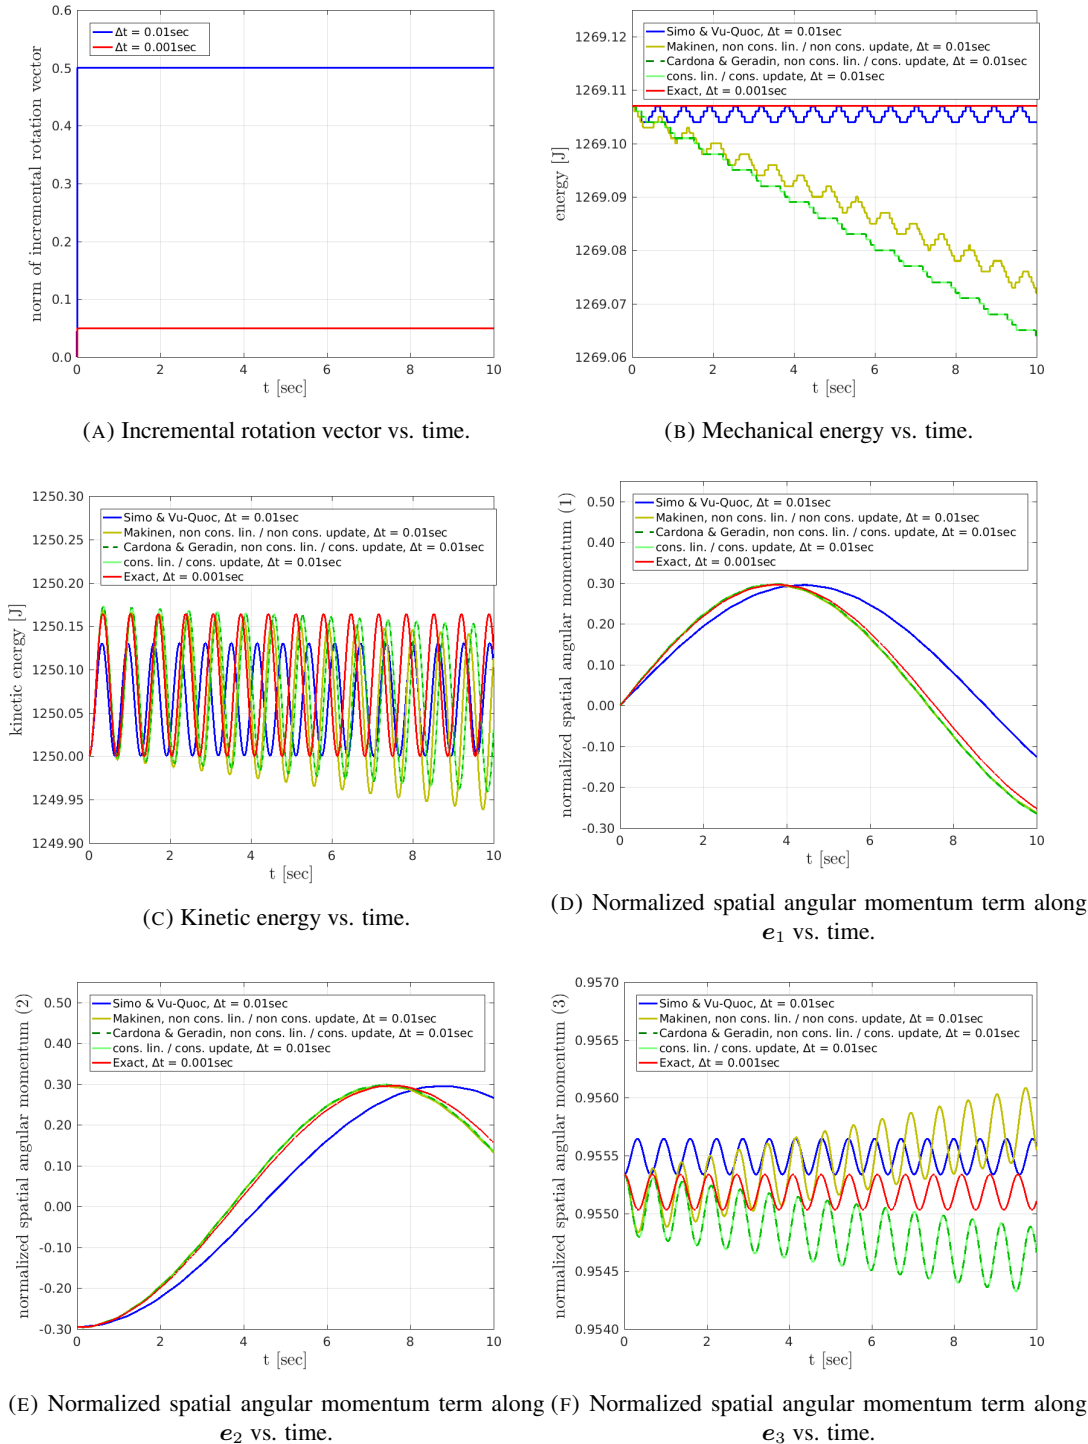 0.6
0.5
0.4
0.3
0.2
0.1
0.0
norm of incremental rotation vector
Δt = 0.01sec
Δt = 0.001sec
0 2 4 6 8 10
t [sec]
(A) Incremental rotation vector vs. time.
1269.12
1269.11
1269.10
1269.09
1269.08
1269.07
1269.06
energy [J]
Simo & Vu-Quoc, Δt = 0.01sec
Makinen, non cons. lin. / non cons. update, Δt = 0.01sec
Cardona & Geradin, non cons. lin. / cons. update, Δt = 0.01sec
cons. lin. / cons. update, Δt = 0.01sec
Exact, Δt = 0.001sec
0 2 4 6 8 10
t [sec]
(B) Mechanical energy vs. time.
1250.30
1250.25
1250.20
1250.15
1250.10
1250.05
1250.00
1249.95
1249.90
kinetic energy [J]
Simo & Vu-Quoc, Δt = 0.01sec
Makinen, non cons. lin. / non cons. update, Δt = 0.01sec
Cardona & Geradin, non cons. lin. / cons. update, Δt = 0.01sec
cons. lin. / cons. update, Δt = 0.01sec
Exact, Δt = 0.001sec
0 2 4 6 8 10
t [sec]
(C) Kinetic energy vs. time.
0.50
0.40
0.30
0.20
0.10
0.00
-0.10
-0.20
-0.30
normalized spatial angular momentum (1)
Simo & Vu-Quoc, Δt = 0.01sec
Makinen, non cons. lin. / non cons. update, Δt = 0.01sec
Cardona & Geradin, non cons. lin. / cons. update, Δt = 0.01sec
cons. lin. / cons. update, Δt = 0.01sec
Exact, Δt = 0.001sec
0 2 4 6 8 10
t [sec]
(D) Normalized spatial angular momentum term along
e1 vs. time.
0.50
0.40
0.30
0.20
0.10
0.00
-0.10
-0.20
-0.30
normalized spatial angular momentum (2)
Simo & Vu-Quoc, Δt = 0.01sec
Makinen, non cons. lin. / non cons. update, Δt = 0.01sec
Cardona & Geradin, non cons. lin. / cons. update, Δt = 0.01sec
cons. lin. / cons. update, Δt = 0.01sec
Exact, Δt = 0.001sec
0 2 4 6 8 10
t [sec]
(E) Normalized spatial angular momentum term along
e2 vs. time.
0.9570
0.9565
0.9560
0.9555
0.9550
0.9545
0.9540
normalized spatial angular momentum (3)
Simo & Vu-Quoc, Δt = 0.01sec
Makinen, non cons. lin. / non cons. update, Δt = 0.01sec
Cardona & Geradin, non cons. lin. / cons. update, Δt = 0.01sec
cons. lin. / cons. update, Δt = 0.01sec
Exact, Δt = 0.001sec
0 2 4 6 8 10
t [sec]
(F) Normalized spatial angular momentum term along
e3 vs. time.